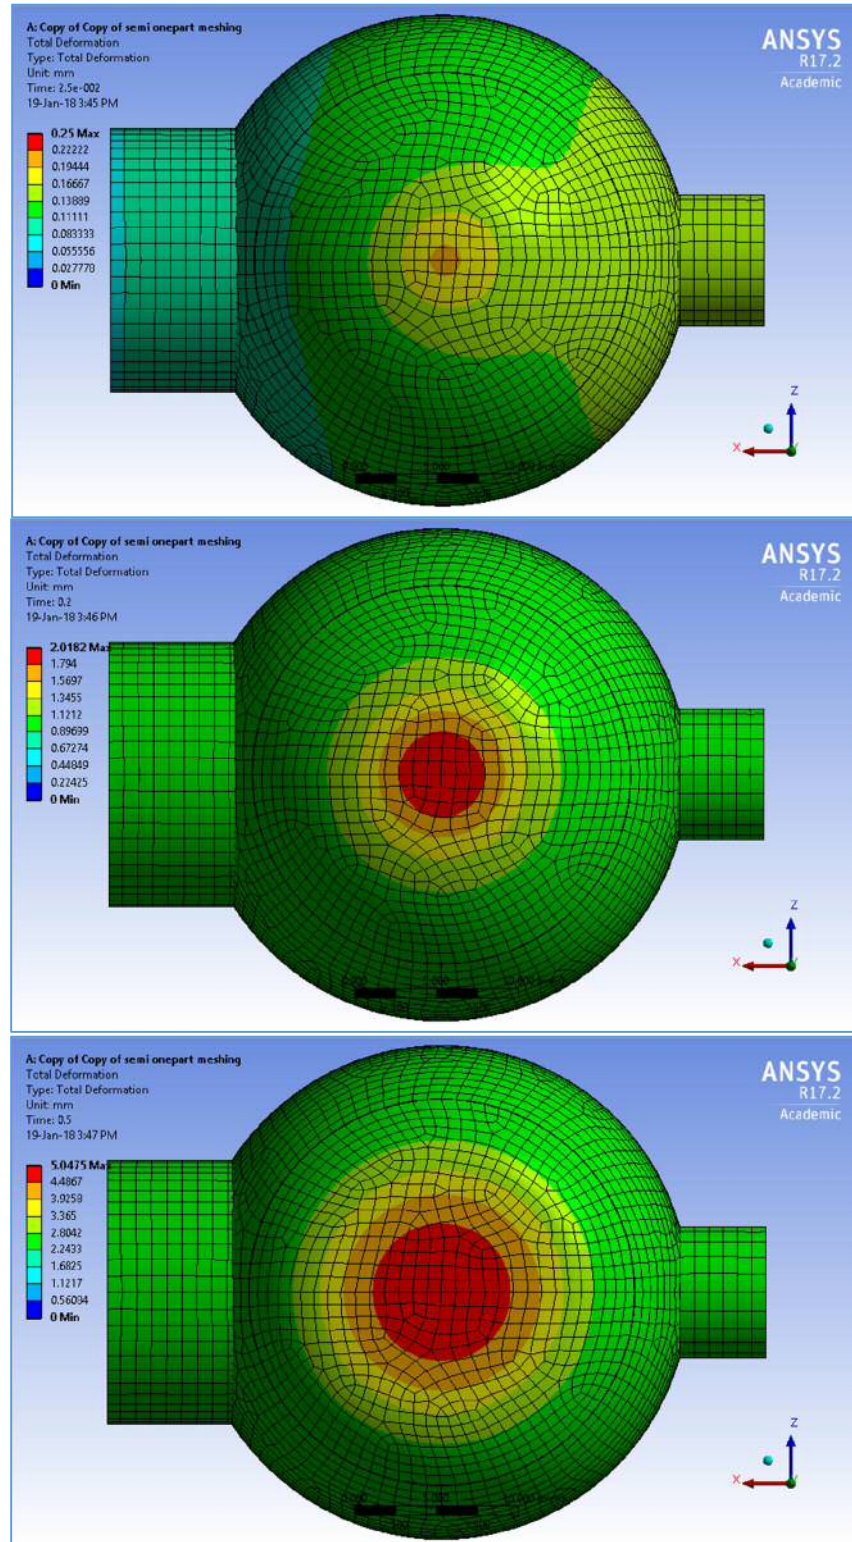 A: Copy of Copy of semi onepart meshing
Total Deformation
Type: Total Deformation
Unit: mm
Time: 2.5e-002
19-Jan-18 3:45 PM
ANSYS
R17.2
Academic
0.25 Max
0.22222
0.19444
0.16667
0.13889
0.11111
0.083333
0.055556
0.027778
0 Min
Z
X
A: Copy of Copy of semi onepart meshing
Total Deformation
Type: Total Deformation
Unit: mm
Time: 0.2
19-Jan-18 3:46 PM
ANSYS
R17.2
Academic
2.0182 Max
1.794
1.5697
1.3455
1.1212
0.89699
0.67274
0.44849
0.22425
0 Min
Z
X
A: Copy of Copy of semi onepart meshing
Total Deformation
Type: Total Deformation
Unit: mm
Time: 0.5
19-Jan-18 3:47 PM
ANSYS
R17.2
Academic
5.0475 Max
4.4867
3.9259
3.365
2.8042
2.2433
1.6825
1.1217
0.56084
0 Min
Z
X